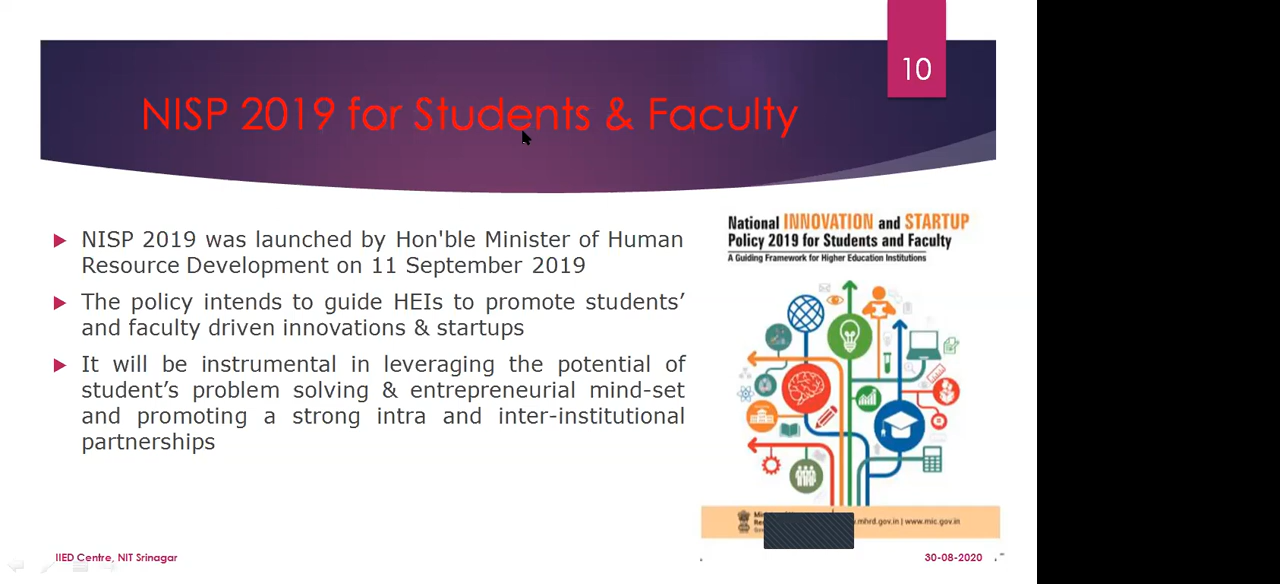 10
NISP 2019 for Students & Faculty
NISP 2019 was launched by Hon'ble Minister of Human
Resource Development on 11 September 2019
The policy intends to guide HEIs to promote students’
and faculty driven innovations & startups
It will be instrumental in leveraging the potential of
student’s problem solving & entrepreneurial mind-set
and promoting a strong intra and inter-institutional
partnerships
National INNOVATION and STARTUP
Policy 2019 for Students and Faculty
A Guiding Framework for Higher Education Institutions
.mhrd.gov.in | www.mic.gov.in
IIED Centre, NIT Srinagar
30-08-2020